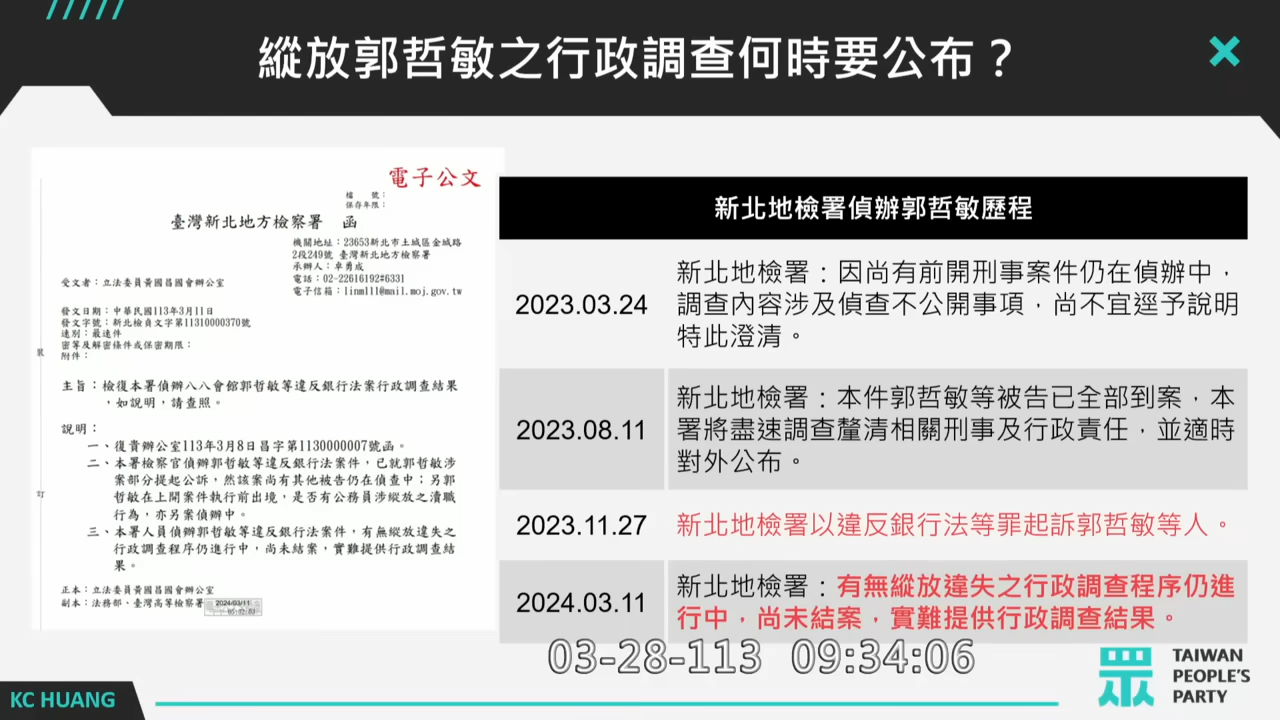 縱放郭哲敏之行政調查何時要公布？
電子公文
檔　　號：
保存年限：
臺灣新北地方檢察署　函
機關地址：23653新北市土城區金城路
2段249號 臺灣新北地方檢察署
承辦人：卓勇成
電話：02-22616192#6331
電子信箱：linm111@mail.moj.gov.tw
受文者：立法委員黃國昌國會辦公室
發文日期：中華民國113年3月11日
發文字號：新北檢貞文字第11310000370號
速別：最速件
密等及解密條件或保密期限：
附件：
裝
主旨：檢復本署偵辦八八會館郭哲敏等違反銀行法案行政調查結果
，如說明，請查照。
說明：
一、復貴辦公室113年3月8日昌字第1130000007號函。
二、本署檢察官偵辦郭哲敏等違反銀行法案件，已就郭哲敏涉
案部分提起公訴，然該案尚有其他被告仍在偵查中；另郭
哲敏在上開案件執行前出境，是否有公務員涉縱放之瀆職
行為，亦另案偵辦中。
訂
三、本署人員偵辦郭哲敏等違反銀行法案件，有無縱放違失之
行政調查程序仍進行中，尚未結案，實難提供行政調查結
果。
正本：立法委員黃國昌國會辦公室
副本：法務部、臺灣高等檢察署
2024/03/11
新北地檢署偵辦郭哲敏歷程
2023.03.24
新北地檢署：因尚有前開刑事案件仍在偵辦中，
調查內容涉及偵查不公開事項，尚不宜逕予說明
特此澄清。
2023.08.11
新北地檢署：本件郭哲敏等被告已全部到案，本
署將盡速調查釐清相關刑事及行政責任，並適時
對外公布。
2023.11.27
新北地檢署以違反銀行法等罪起訴郭哲敏等人。
2024.03.11
新北地檢署：有無縱放違失之行政調查程序仍進
行中，尚未結案，實難提供行政調查結果。
03-28-113 09:34:06
KC HUANG
眾
TAIWAN
PEOPLE'S
PARTY